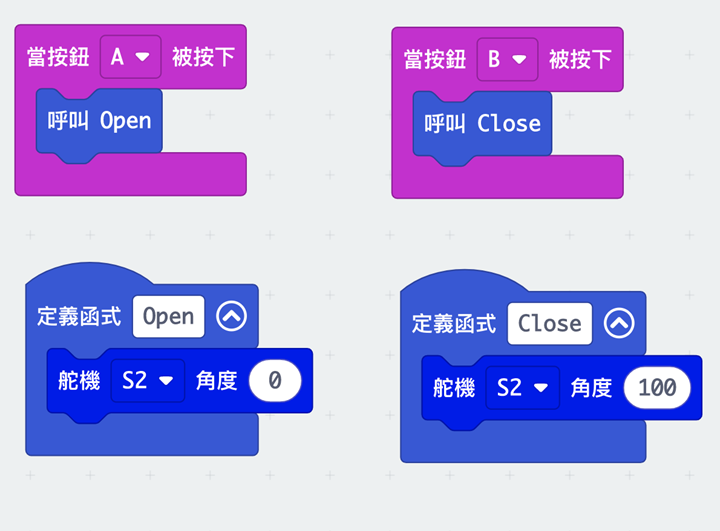 當按鈕 A 被按下
呼叫 Open
當按鈕 B 被按下
呼叫 Close
定義函式 Open
舵機 S2 角度 0
定義函式 Close
舵機 S2 角度 100